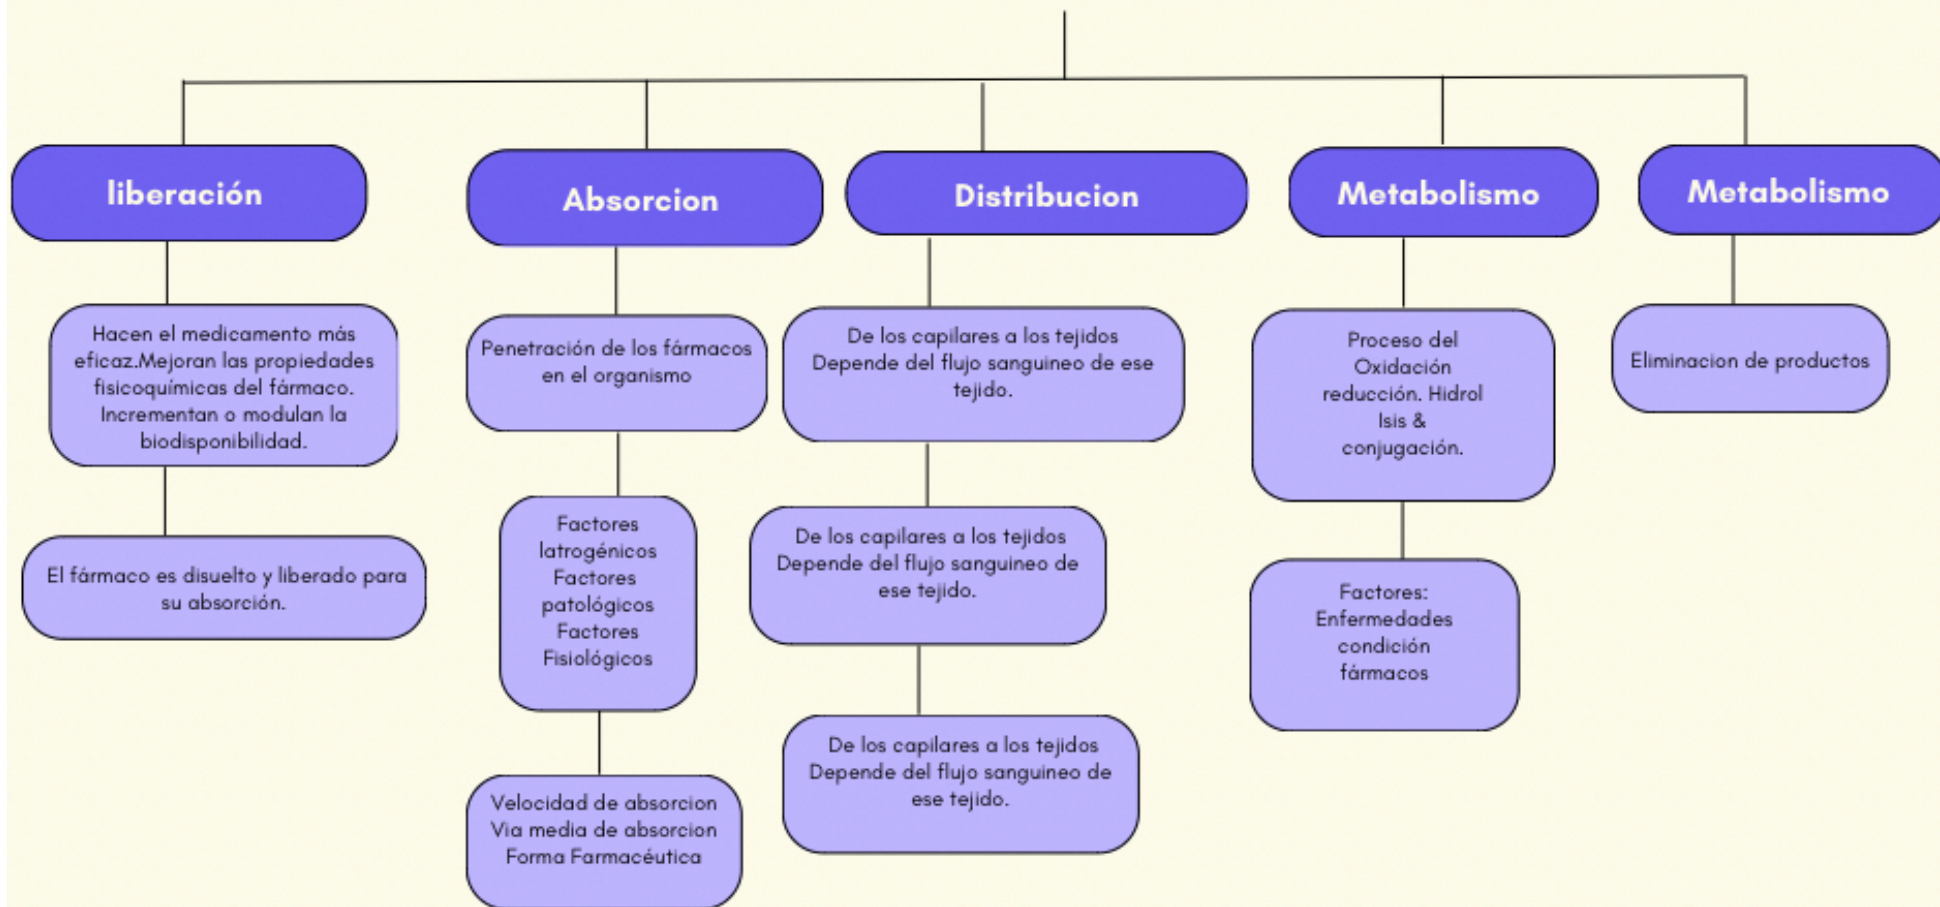 liberación
Hacen el medicamento más
eficaz.Mejoran las propiedades
fisicoquímicas del fármaco.
Incrementan o modulan la
biodisponibilidad.
El fármaco es disuelto y liberado para
su absorción.
Absorcion
Penetración de los fármacos
en el organismo
Factores
Iatrogénicos
Factores
patológicos
Factores
Fisiológicos
Velocidad de absorcion
Via media de absorcion
Forma Farmacéutica
Distribucion
De los capilares a los tejidos
Depende del flujo sanguineo de ese
tejido.
De los capilares a los tejidos
Depende del flujo sanguineo de
ese tejido.
De los capilares a los tejidos
Depende del flujo sanguineo de
ese tejido.
Metabolismo
Proceso del
Oxidación
reducción. Hidrol
Isis &
conjugación.
Factores:
Enfermedades
condición
fármacos
Metabolismo
Eliminacion de productos